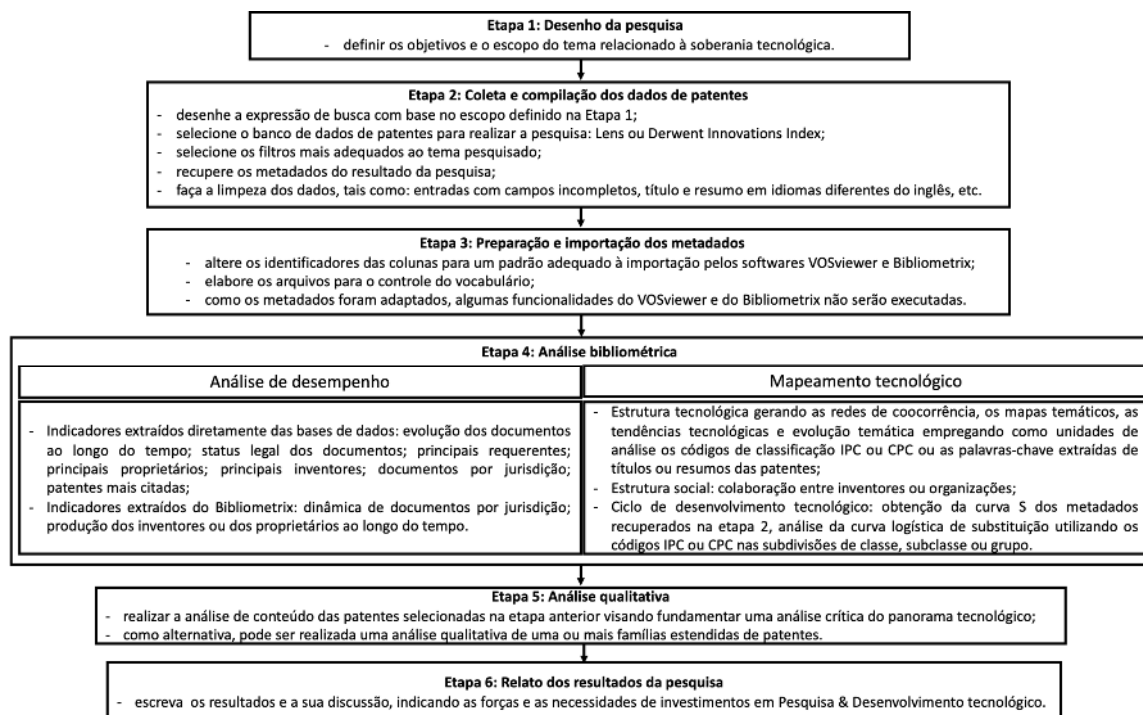 Etapa 1: Desenho da pesquisa
- definir os objetivos e o escopo do tema relacionado à soberania tecnológica.
Etapa 2: Coleta e compilação dos dados de patentes
- desenhe a expressão de busca com base no escopo definido na Etapa 1;
- selecione o banco de dados de patentes para realizar a pesquisa: Lens ou Derwent Innovations Index;
- selecione os filtros mais adequados ao tema pesquisado;
- recupere os metadados do resultado da pesquisa;
- faça a limpeza dos dados, tais como: entradas com campos incompletos, título e resumo em idiomas diferentes do inglês, etc.
Etapa 3: Preparação e importação dos metadados
- altere os identificadores das colunas para um padrão adequado à importação pelos softwares VOSviewer e Bibliometrix;
- elabore os arquivos para o controle do vocabulário;
- como os metadados foram adaptados, algumas funcionalidades do VOSviewer e do Bibliometrix não serão executadas.
Etapa 4: Análise bibliométrica
Análise de desempenho
- Indicadores extraídos diretamente das bases de dados: evolução dos documentos
ao longo do tempo; status legal dos documentos; principais requerentes;
principais proprietários; principais inventores; documentos por jurisdição;
patentes mais citadas;
- Indicadores extraídos do Bibliometrix: dinâmica de documentos por jurisdição;
produção dos inventores ou dos proprietários ao longo do tempo.
Mapeamento tecnológico
- Estrutura tecnológica gerando as redes de coocorrência, os mapas temáticos, as
tendências tecnológicas e evolução temática empregando como unidades de
análise os códigos de classificação IPC ou CPC ou as palavras-chave extraídas de
títulos ou resumos das patentes;
- Estrutura social: colaboração entre inventores ou organizações;
- Ciclo de desenvolvimento tecnológico: obtenção da curva S dos metadados
recuperados na etapa 2, análise da curva logística de substituição utilizando os
códigos IPC ou CPC nas subdivisões de classe, subclasse ou grupo.
Etapa 5: Análise qualitativa
- realizar a análise de conteúdo das patentes selecionadas na etapa anterior visando fundamentar uma análise crítica do panorama tecnológico;
- como alternativa, pode ser realizada uma análise qualitativa de uma ou mais famílias estendidas de patentes.
Etapa 6: Relato dos resultados da pesquisa
- escreva os resultados e a sua discussão, indicando as forças e as necessidades de investimentos em Pesquisa & Desenvolvimento tecnológico.